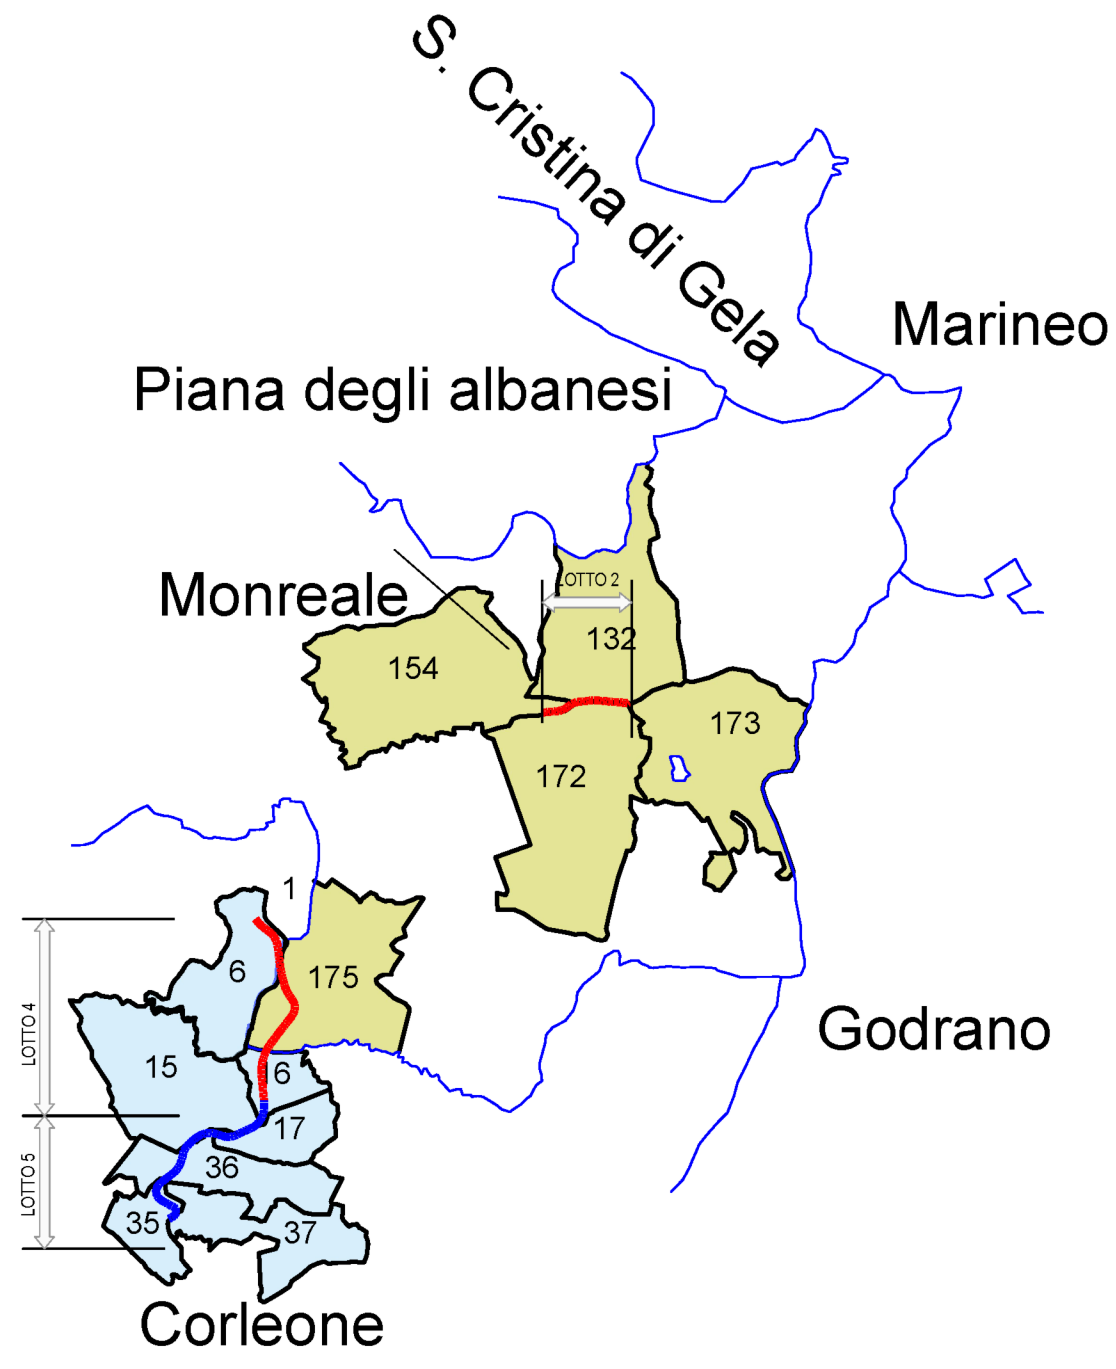 S. Cristina di Gela
Marineo
Piana degli albanesi
LOTTO 2
Monreale
132
154
173
172
1
6
175
Godrano
LOTTO 4
15
6
17
36
LOTTO 5
35
37
Corleone